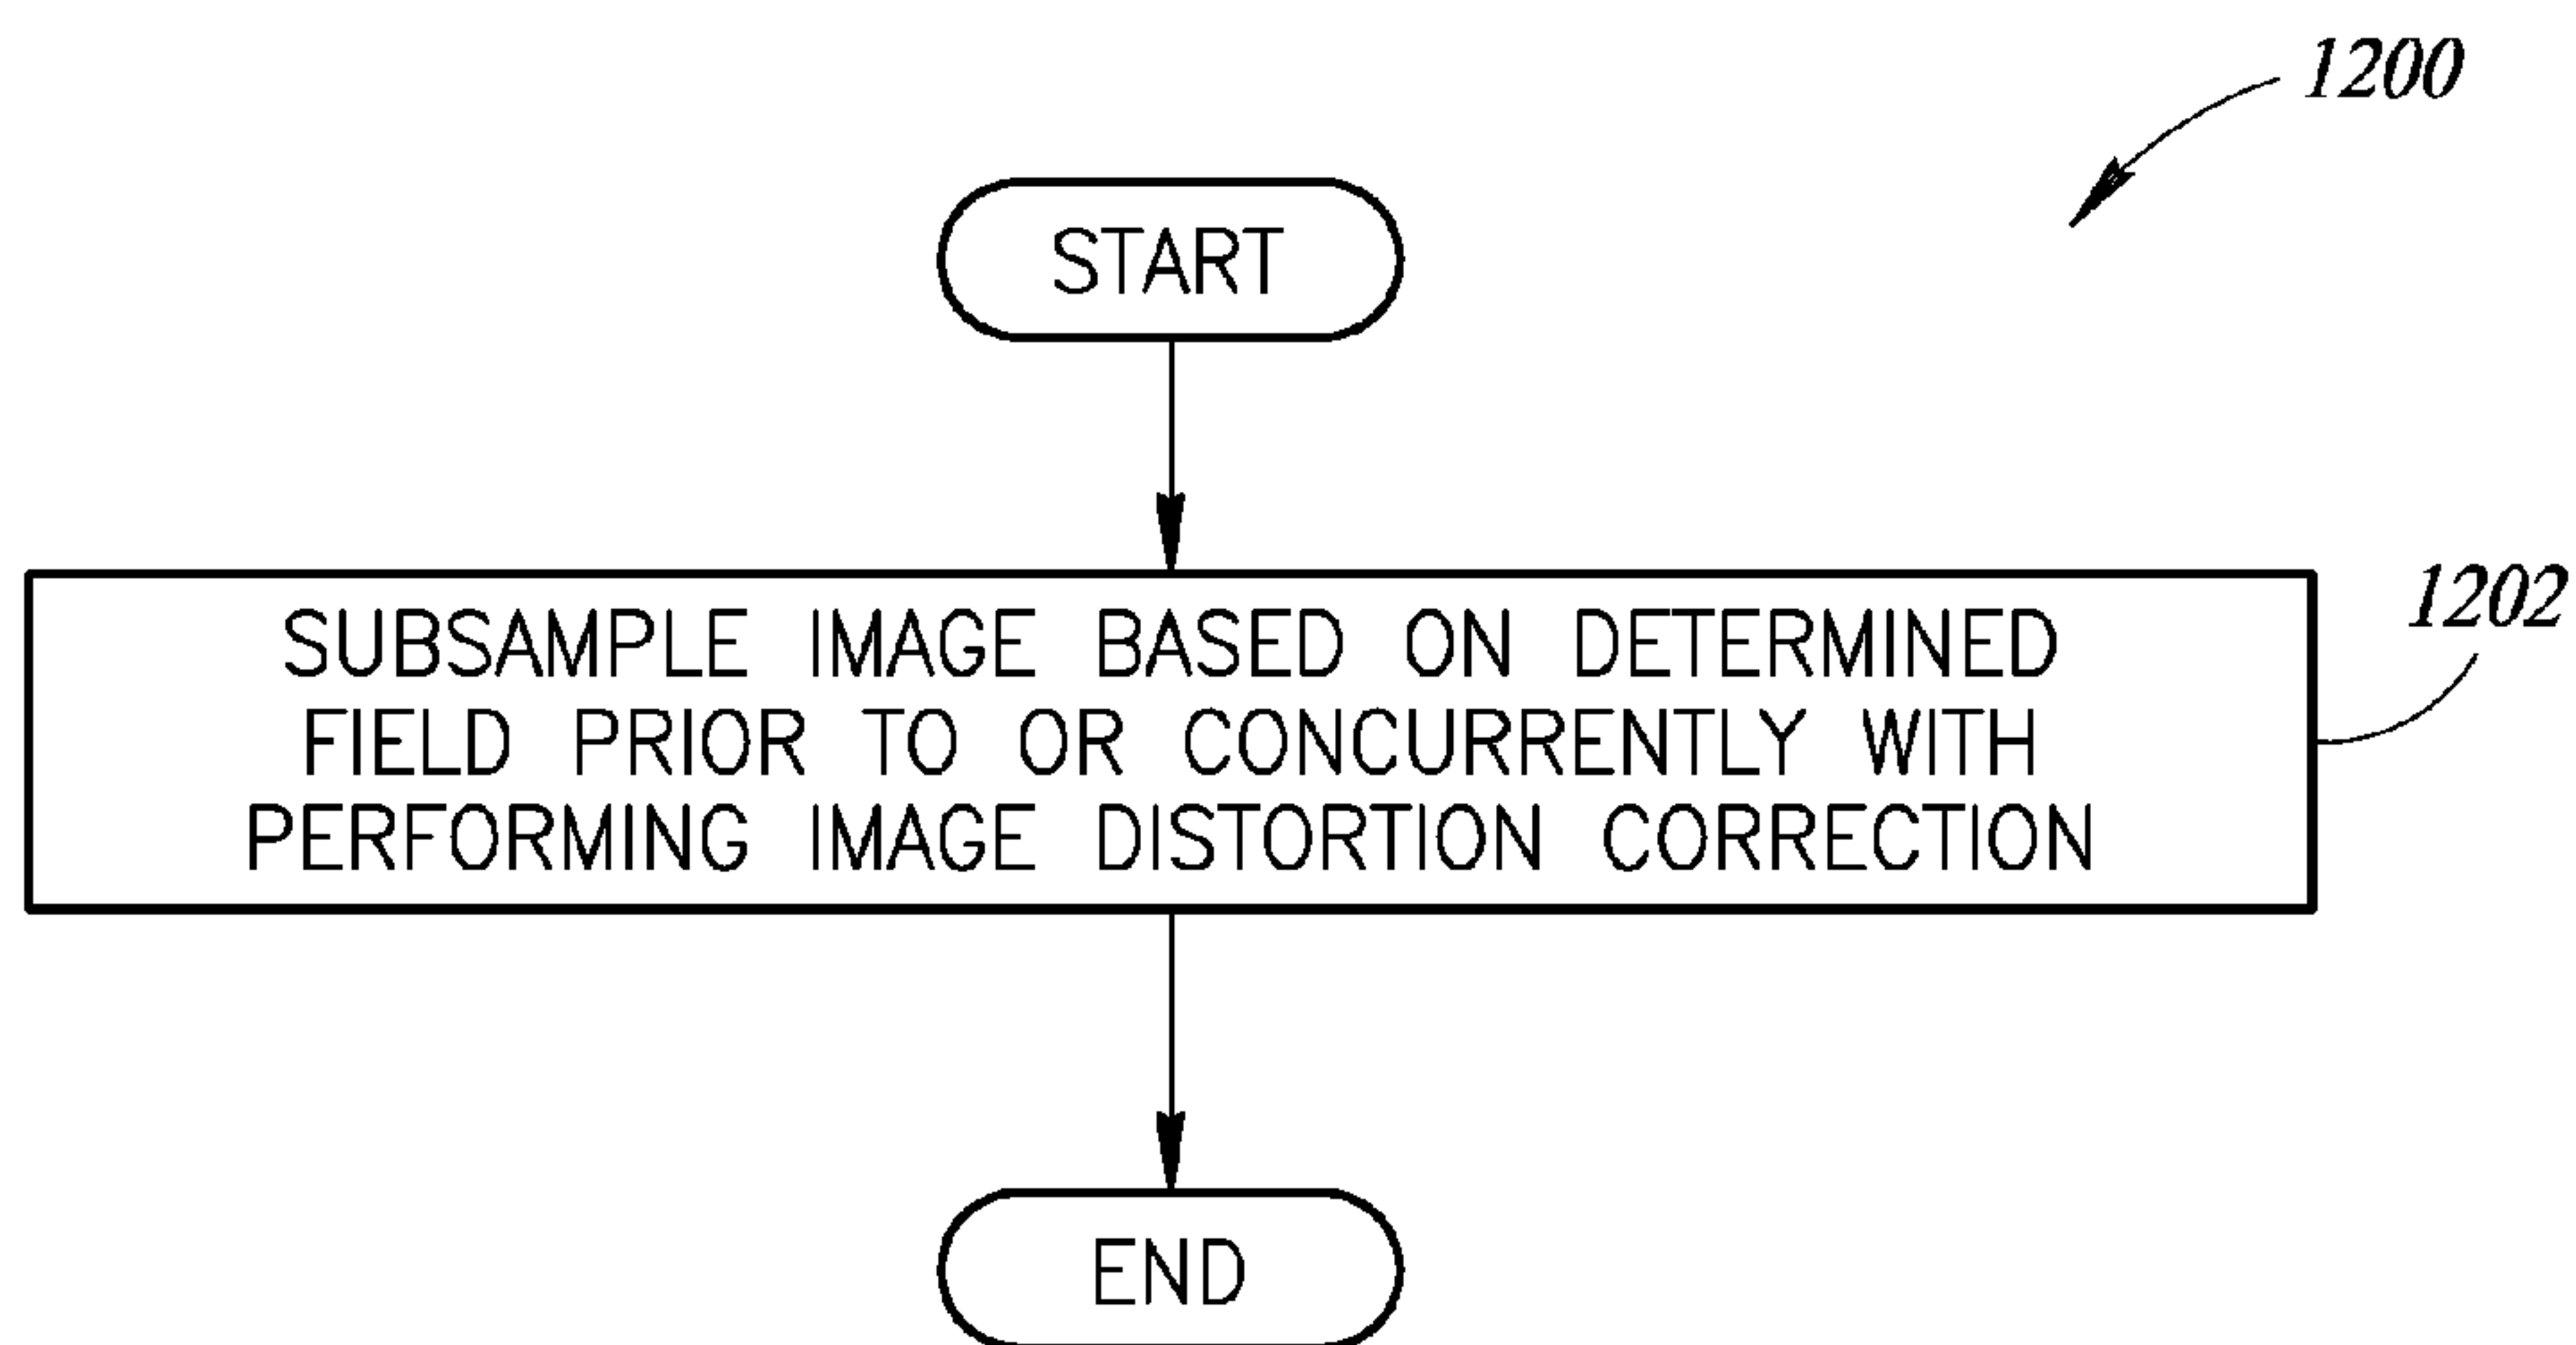 1200
START
SUBSAMPLE IMAGE BASED ON DETERMINED
FIELD PRIOR TO OR CONCURRENTLY WITH
PERFORMING IMAGE DISTORTION CORRECTION
1202
END